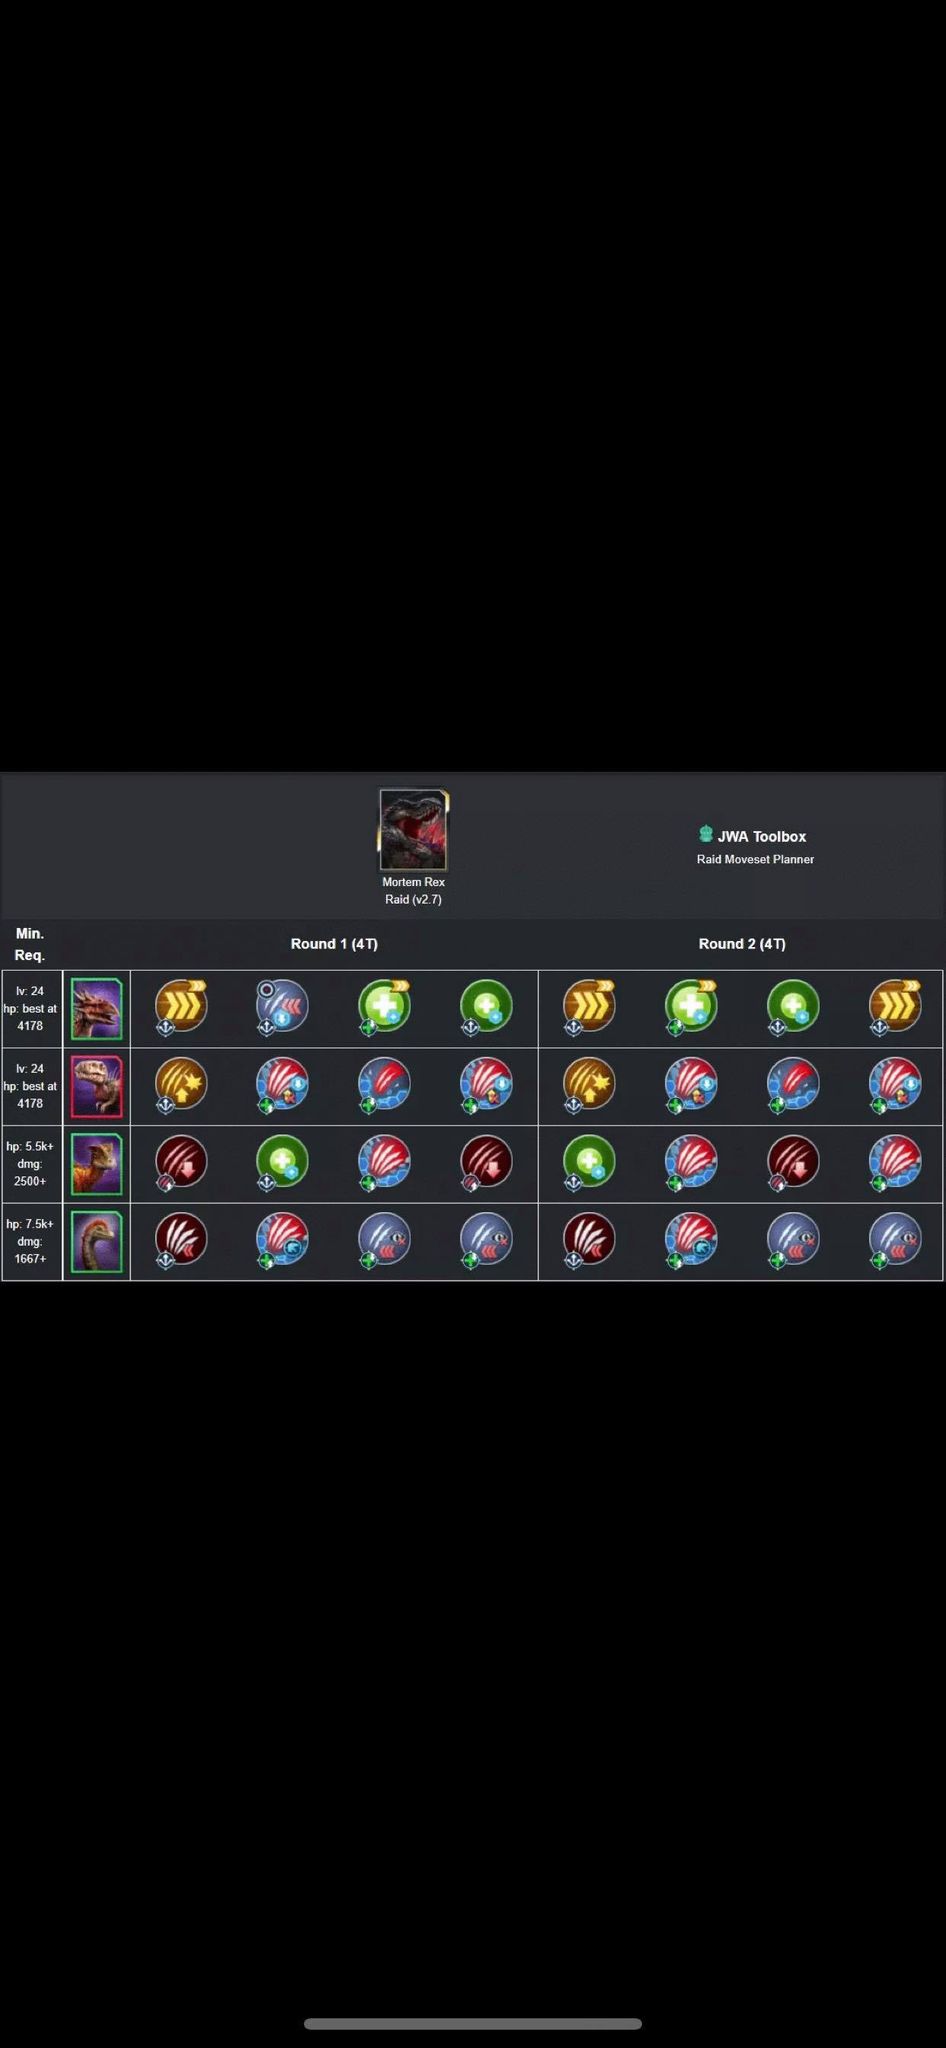 Mortem Rex
Raid (v2.7)
JWA Toolbox
Raid Moveset Planner
Min.
Req.
Round 1 (4T)
Round 2 (4T)
lv: 24
hp: best at
4178
lv: 24
hp: best at
4178
hp: 5.5k+
dmg:
2500+
hp: 7.5k+
dmg:
1667+